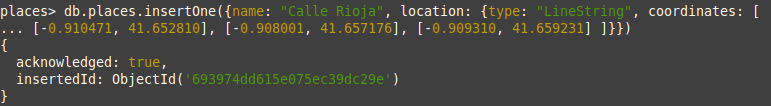 places> db.places.insertOne({name: "Calle Rioja", location: {type: "LineString", coordinates: [
... [-0.910471, 41.652810], [-0.908001, 41.657176], [-0.909310, 41.659231] ]}})
{
  acknowledged: true,
  insertedId: ObjectId('693974dd615e075ec39dc29e')
}